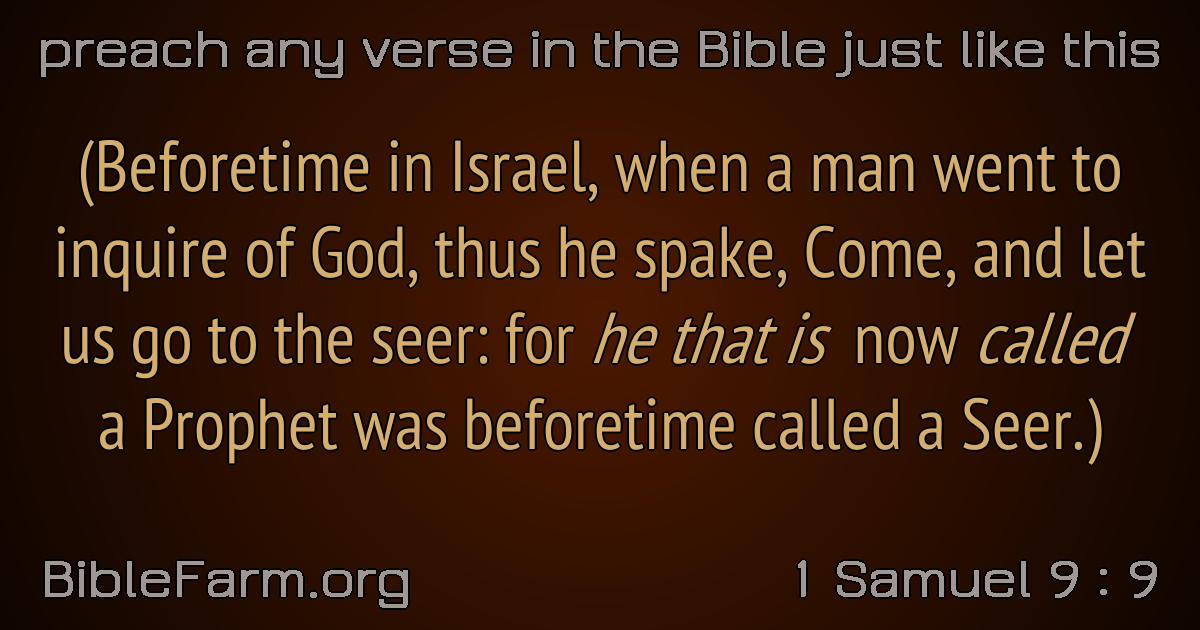 preach any verse in the Bible just like this
(Beforetime in Israel, when a man went to
inquire of God, thus he spake, Come, and let
us go to the seer: for he that is now called
a Prophet was beforetime called a Seer.)
BibleFarm.org
1 Samuel 9 : 9